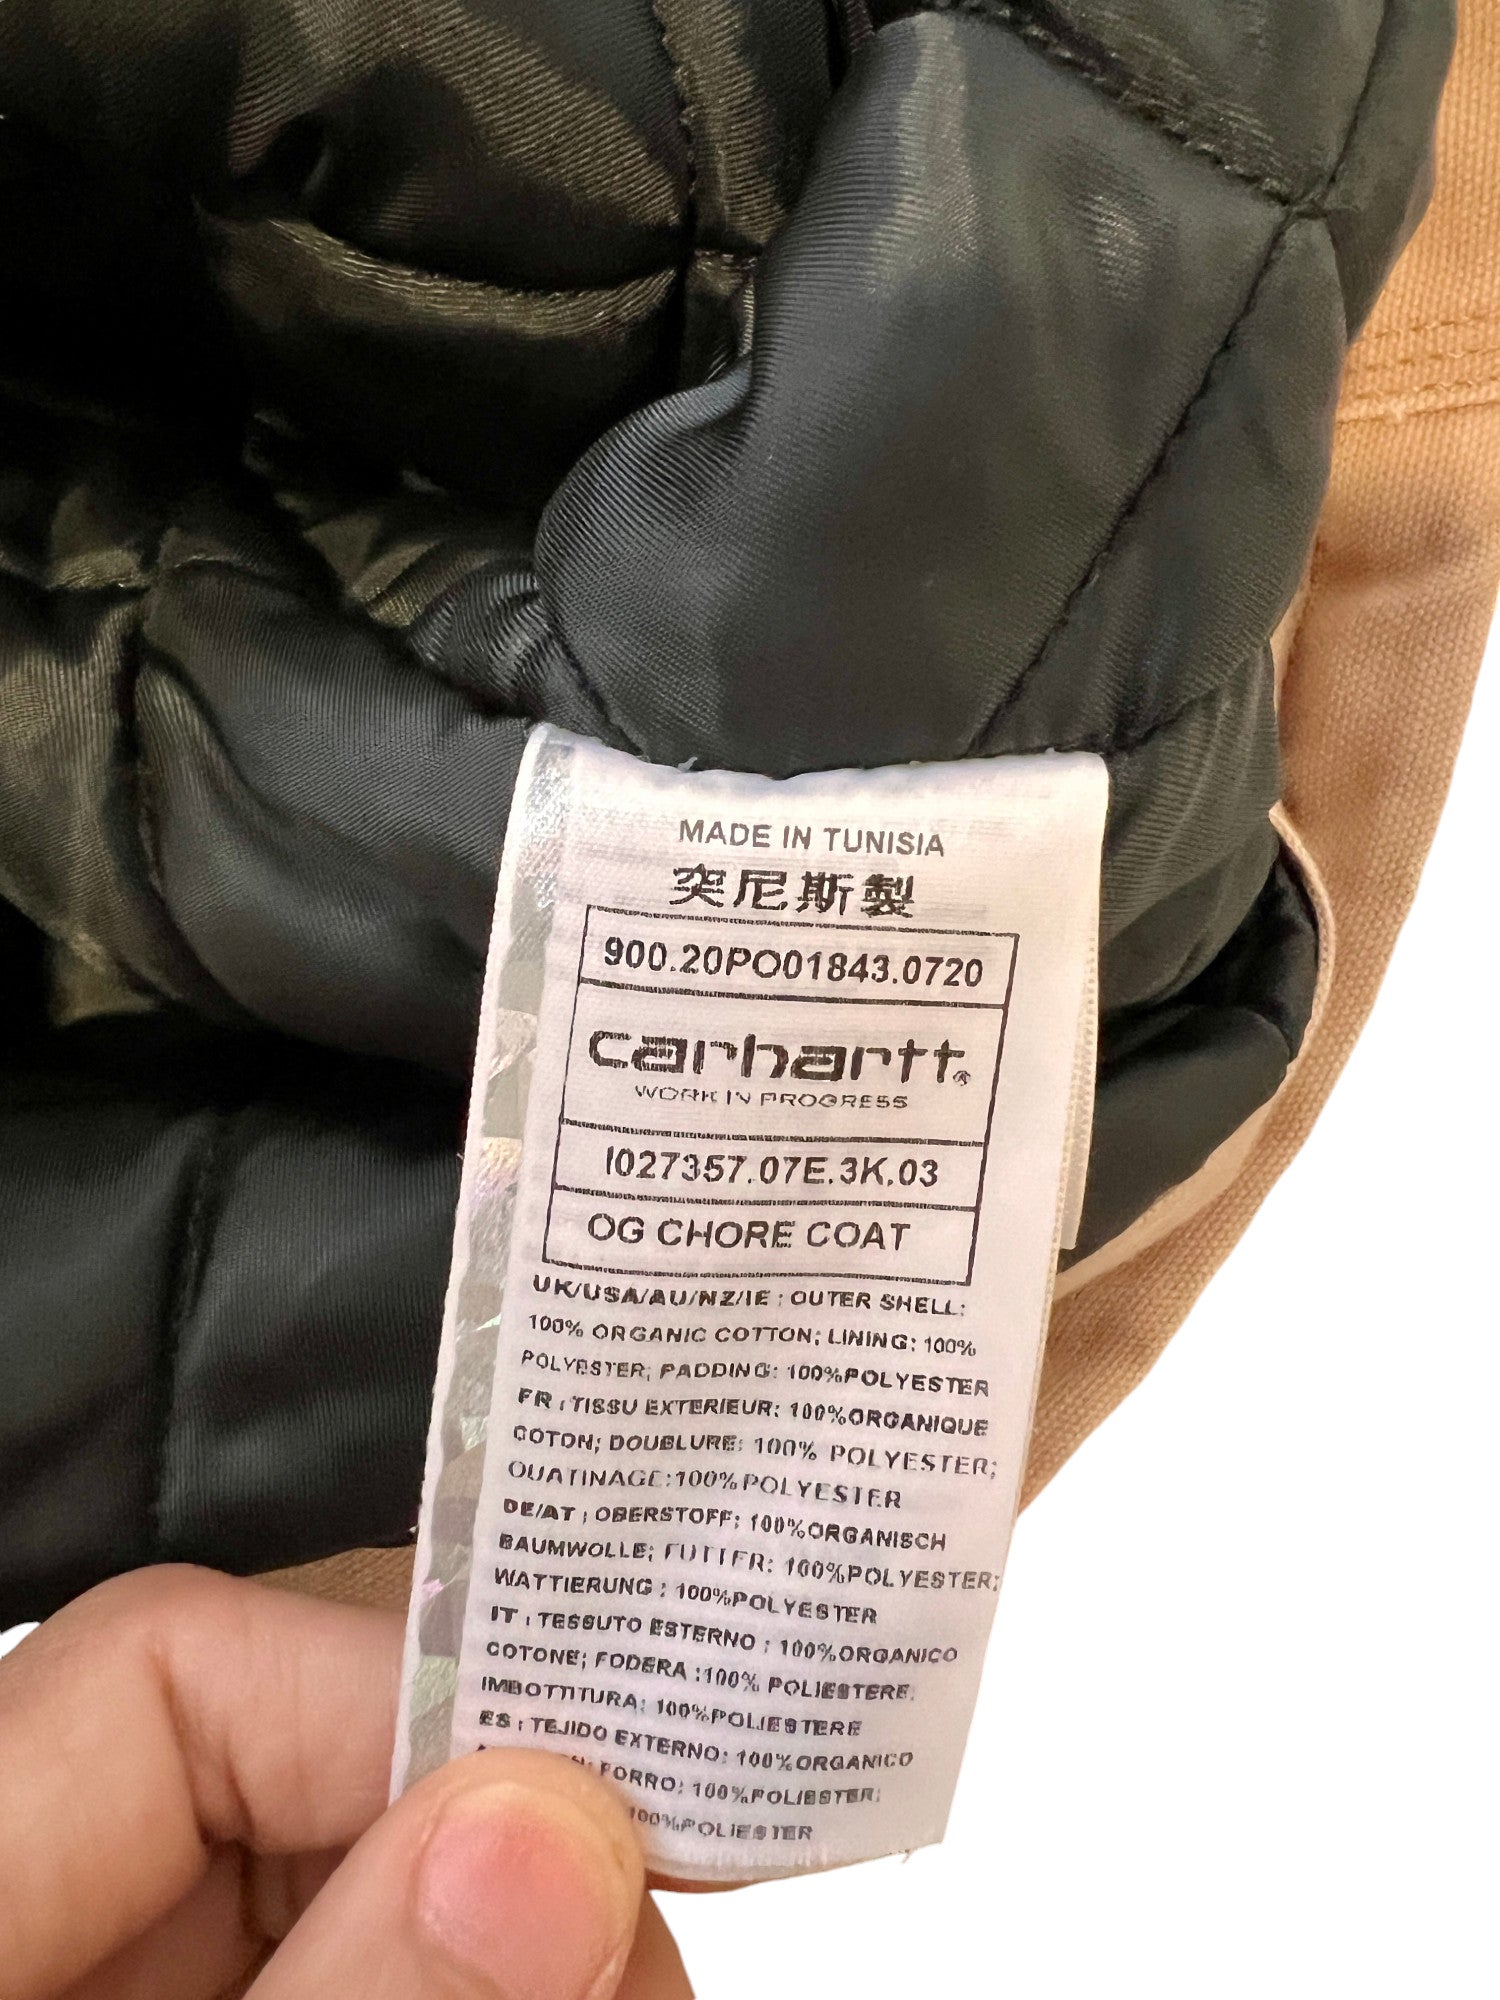 MADE IN TUNISIA
突尼斯製
900.20PO01843.0720
carhartt®
WORK IN PROGRESS
I027357.07E.3K.03
OG CHORE COAT
UK/USA/AU/NZ/IE : OUTER SHELL:
100% ORGANIC COTTON; LINING: 100%
POLYESTER; PADDING: 100%POLYESTER
FR : TISSU EXTERIEUR: 100%ORGANIQUE
COTON; DOUBLURE: 100% POLYESTER;
OUATINAGE:100%POLYESTER
DE/AT : OBERSTOFF: 100%ORGANISCH
BAUMWOLLE; FUTTER: 100%POLYESTER;
WATTIERUNG : 100%POLYESTER
IT : TESSUTO ESTERNO : 100%ORGANICO
COTONE; FODERA :100% POLIESTERE;
IMBOTTITURA: 100%POLIESTERE
ES : TEJIDO EXTERNO: 100%ORGANICO
FORRO: 100%POLIESTER;
100%POLIESTER